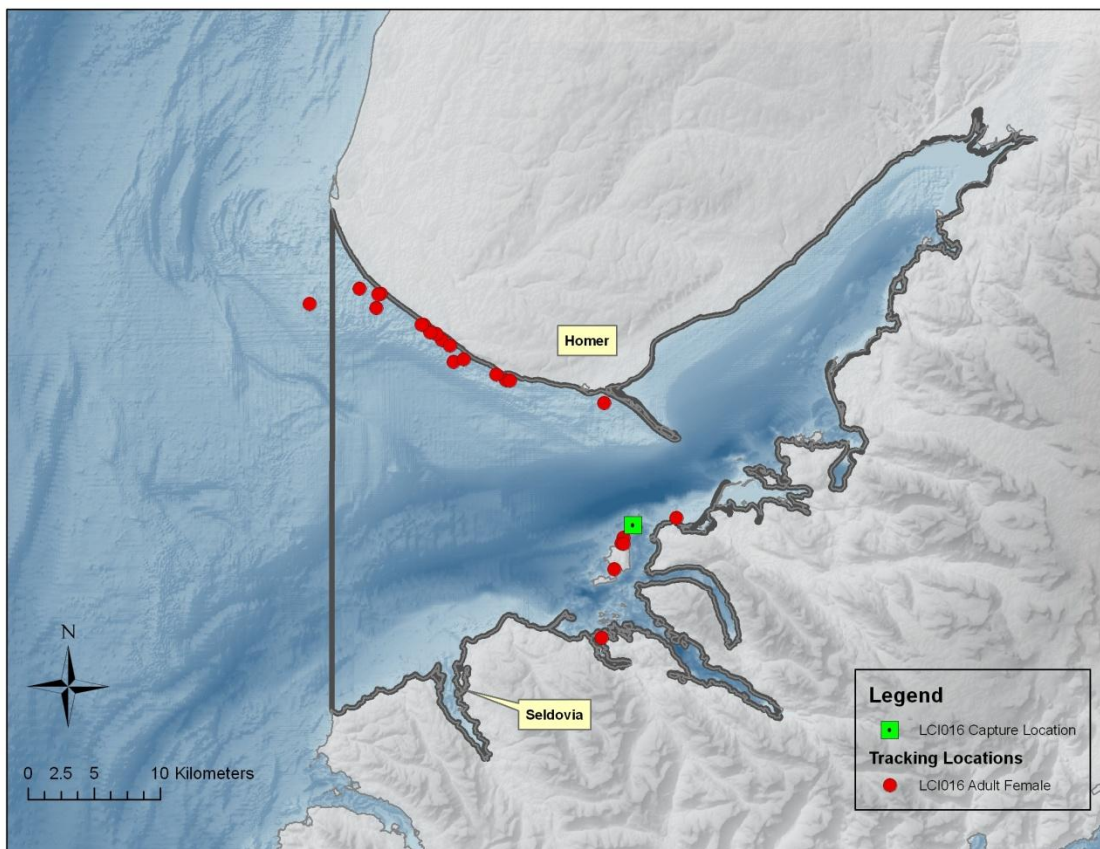 Homer
N
Seldovia
0 2.5 5 10 Kilometers
Legend
LCI016 Capture Location
Tracking Locations
LCI016 Adult Female